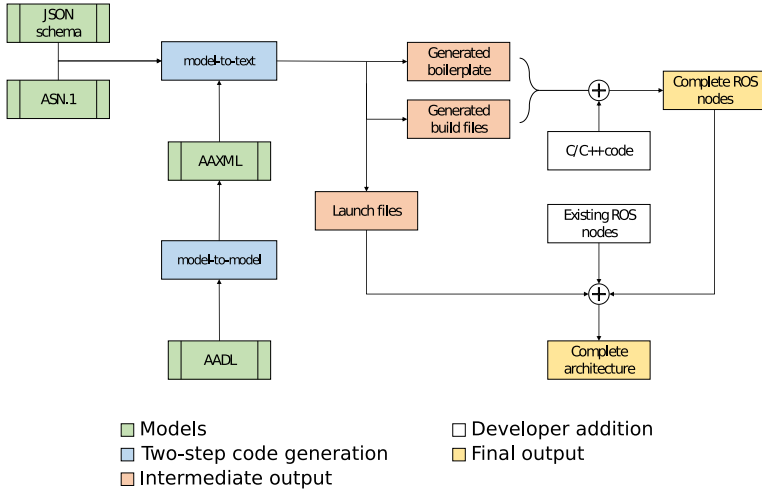 JSON
schema
ASN.1
model-to-text
AAXML
model-to-model
AADL
Generated
boilerplate
Generated
build files
Launch files
C/C++code
Existing ROS
nodes
Complete ROS
nodes
Complete
architecture
Models
Two-step code generation
Intermediate output
Developer addition
Final output